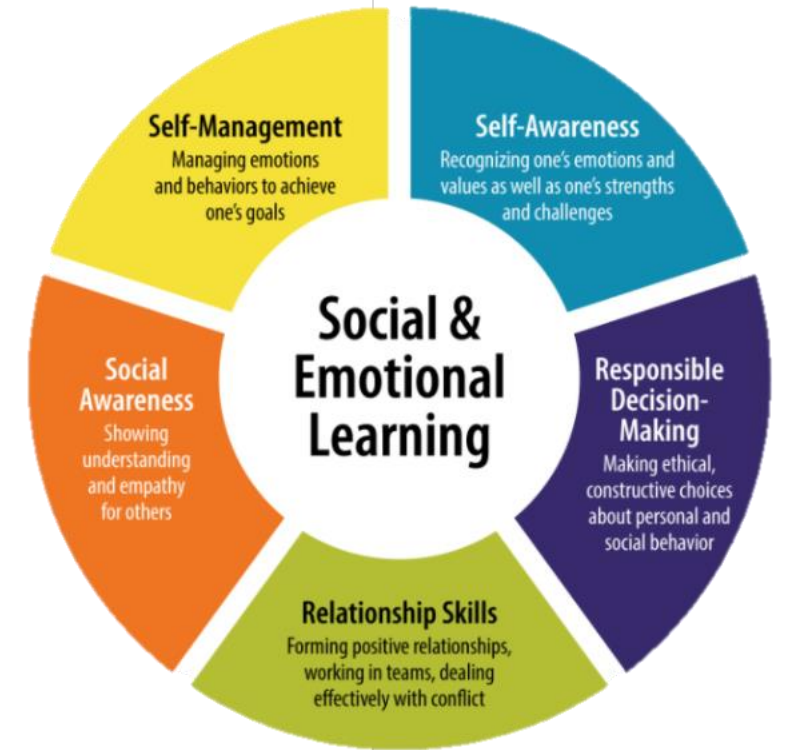 Self-Management
Managing emotions
and behaviors to achieve
one's goals
Self-Awareness
Recognizing one's emotions and
values as well as one's strengths
and challenges
Social &
Emotional
Learning
Social
Awareness
Showing
understanding
and empathy
for others
Responsible
Decision-
Making
Making ethical,
constructive choices
about personal and
social behavior
Relationship Skills
Forming positive relationships,
working in teams, dealing
effectively with conflict